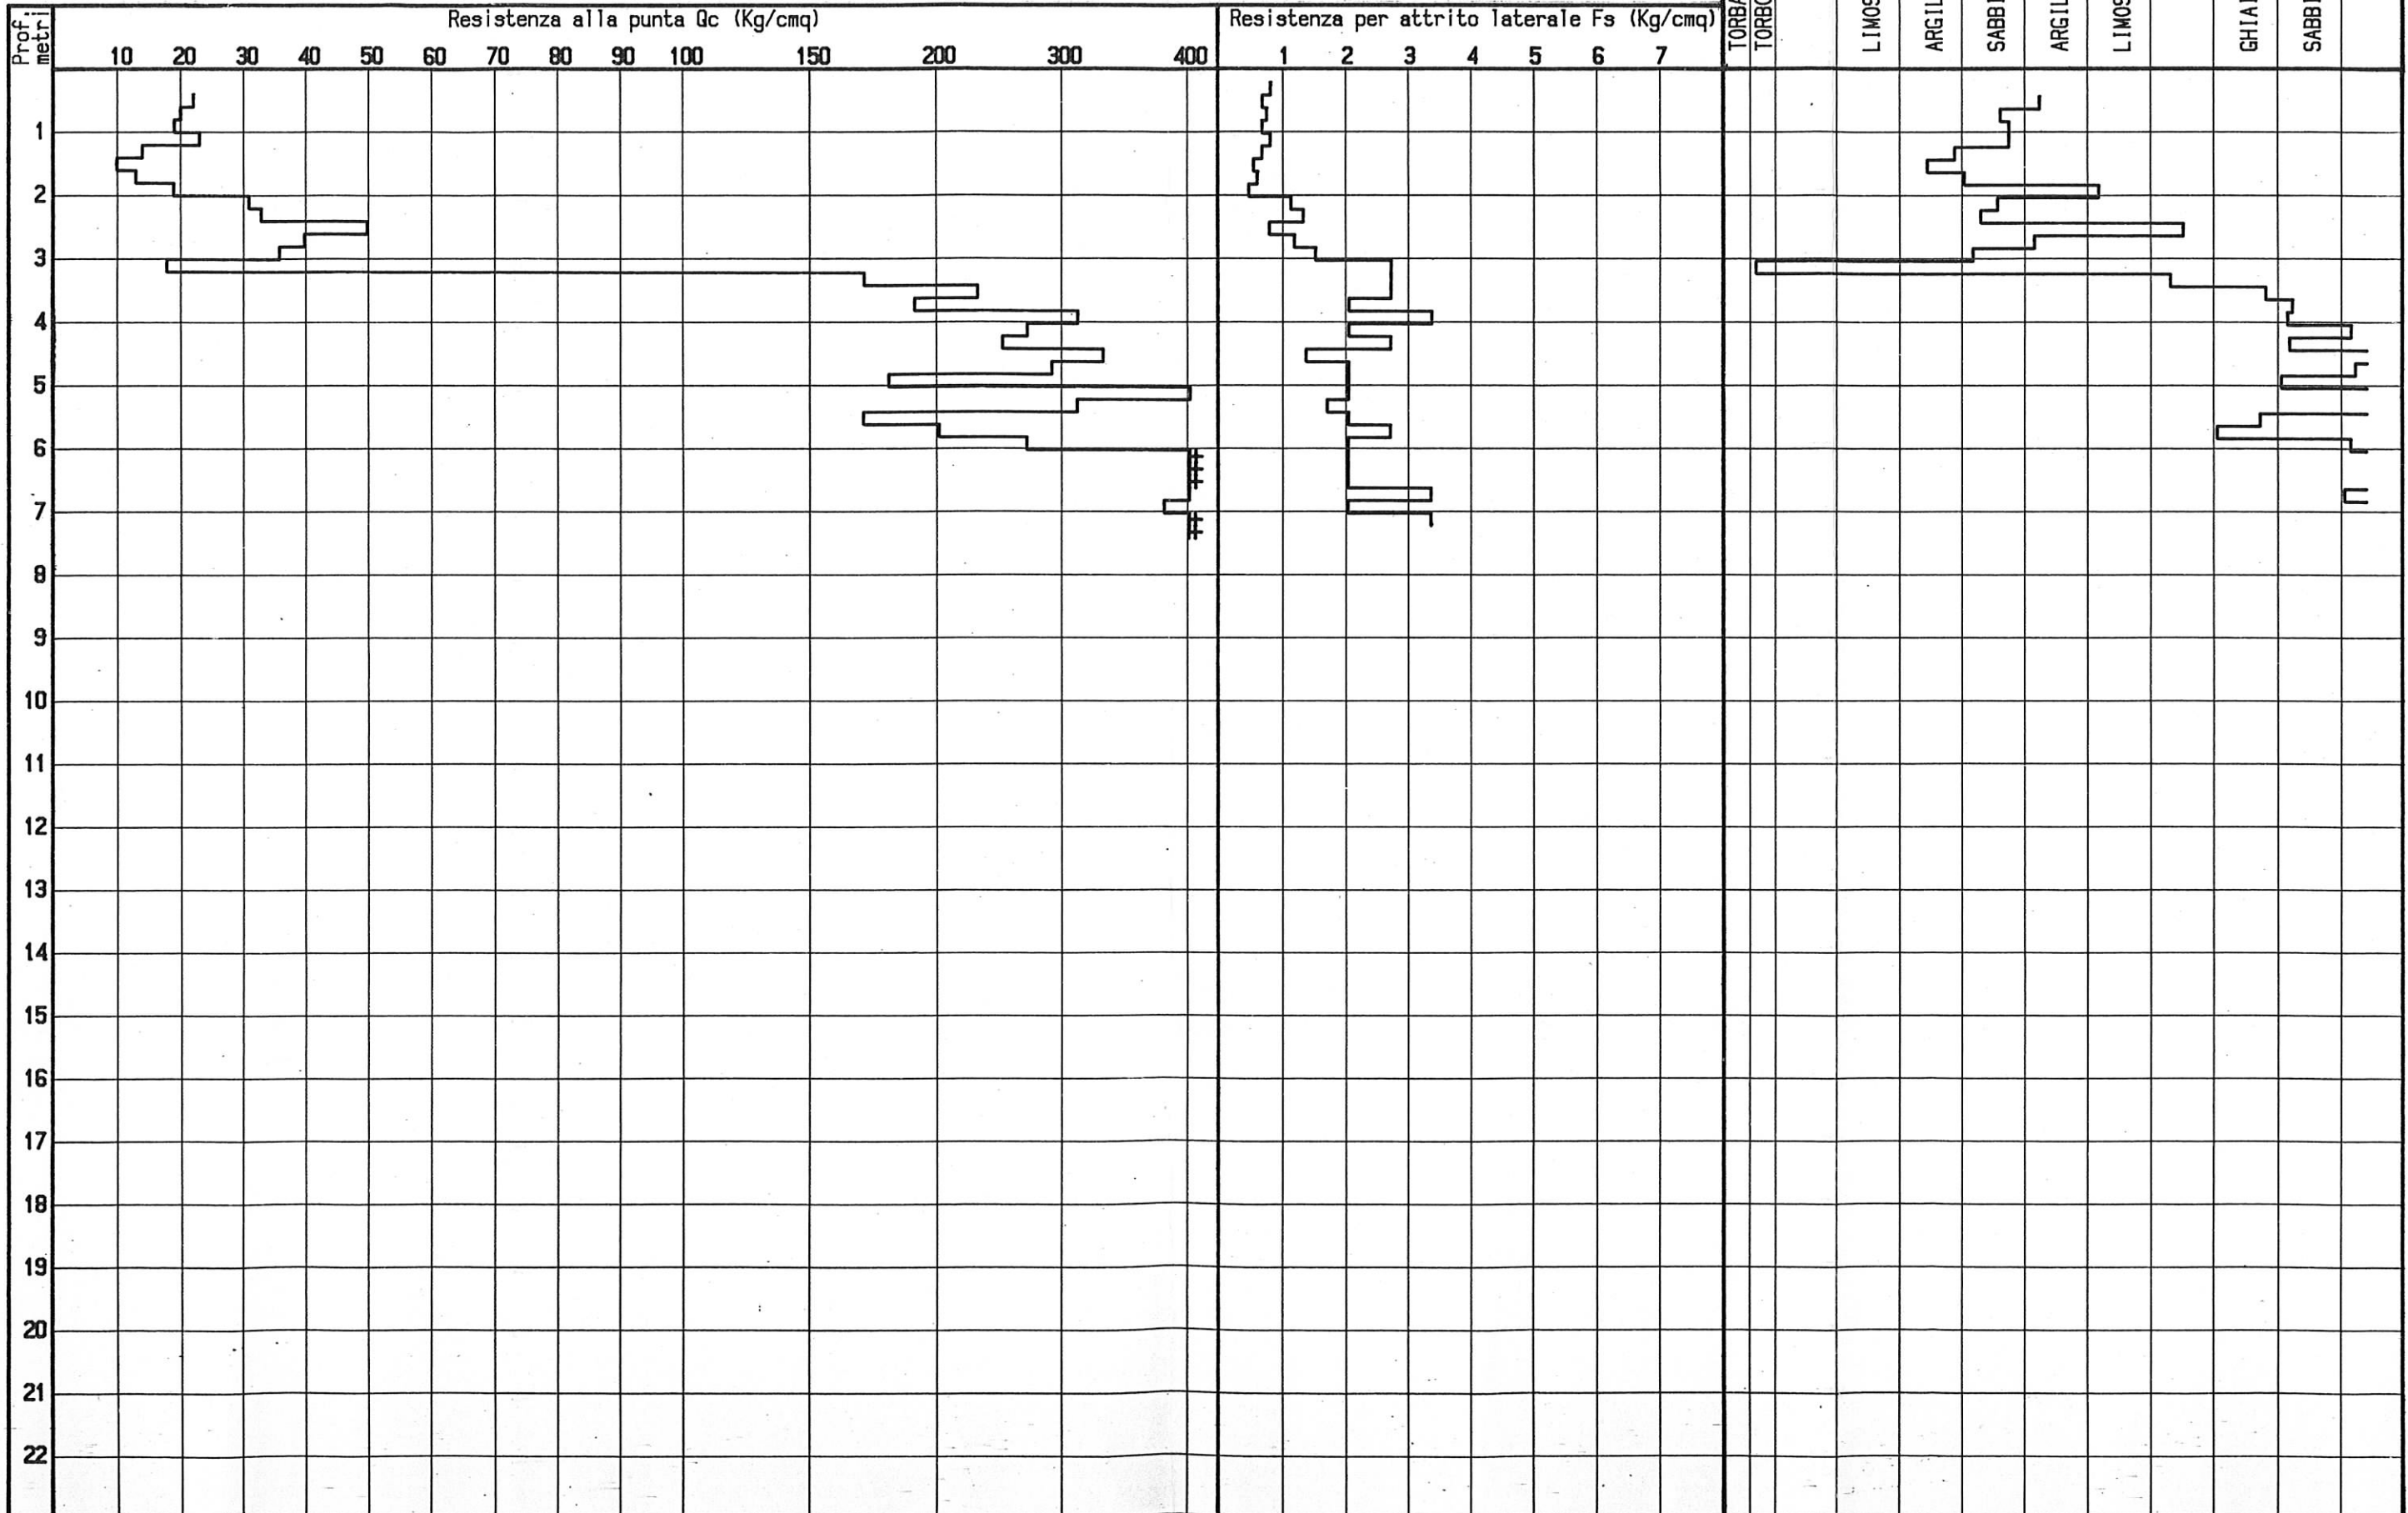 Prof. metri
Resistenza alla punta Qc (Kg/cmq)
10 20 30 40 50 60 70 80 90 100 150 200 300 400
Resistenza per attrito laterale Fs (Kg/cmq)
1 2 3 4 5 6 7
TORBA
TORBO
LIMOS
ARGIL
SABBI
ARGIL
LIMOS
GHIAI
SABBI
1
2
3
4
5
6
7
8
9
10
11
12
13
14
15
16
17
18
19
20
21
22